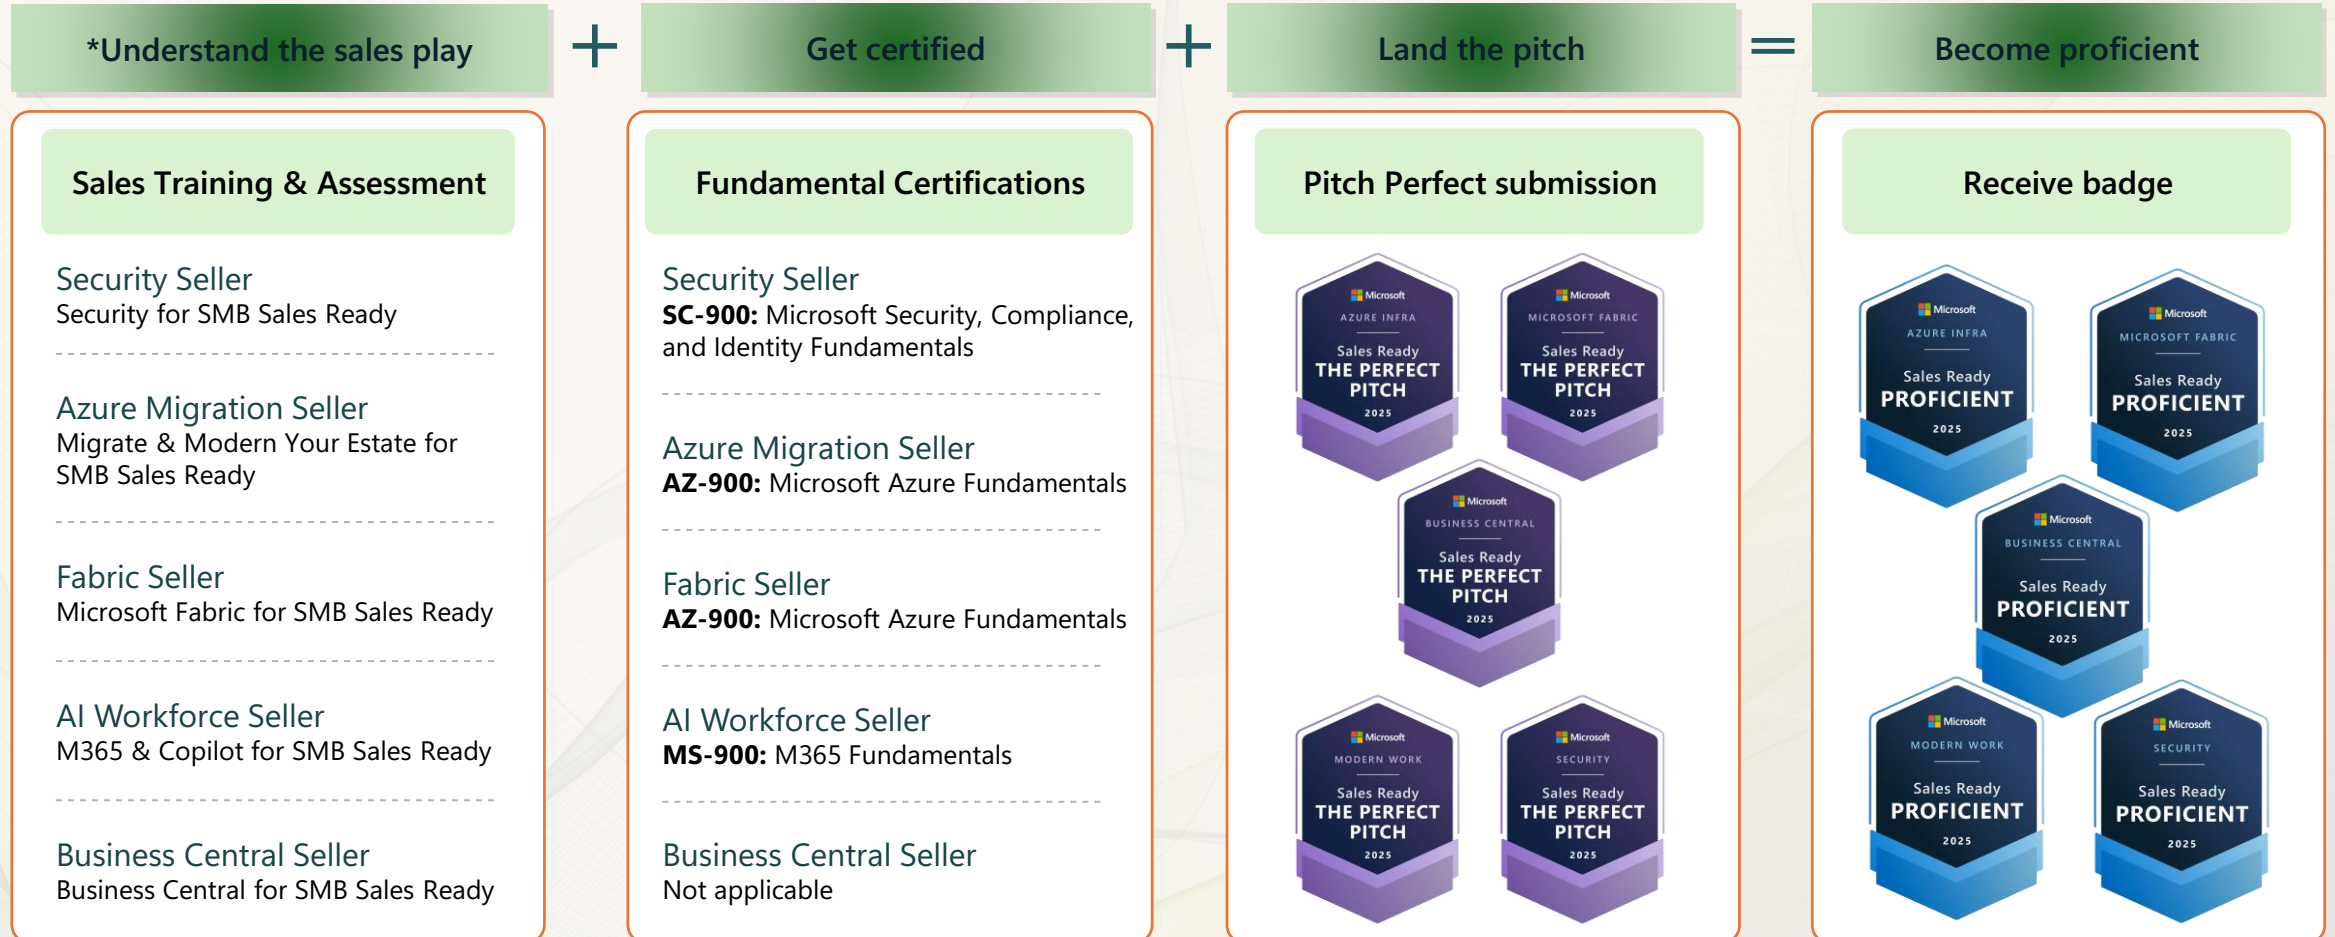 *Understand the sales play
+
Get certified
+
Land the pitch
=
Become proficient
Sales Training & Assessment
Security Seller
Security for SMB Sales Ready
Azure Migration Seller
Migrate & Modern Your Estate for
SMB Sales Ready
Fabric Seller
Microsoft Fabric for SMB Sales Ready
AI Workforce Seller
M365 & Copilot for SMB Sales Ready
Business Central Seller
Business Central for SMB Sales Ready
Fundamental Certifications
Security Seller
SC-900: Microsoft Security, Compliance,
and Identity Fundamentals
Azure Migration Seller
AZ-900: Microsoft Azure Fundamentals
Fabric Seller
AZ-900: Microsoft Azure Fundamentals
AI Workforce Seller
MS-900: M365 Fundamentals
Business Central Seller
Not applicable
Pitch Perfect submission
Microsoft
AZURE INFRA
Sales Ready
THE PERFECT
PITCH
2025
Microsoft
MICROSOFT FABRIC
Sales Ready
THE PERFECT
PITCH
2025
Microsoft
BUSINESS CENTRAL
Sales Ready
THE PERFECT
PITCH
2025
Microsoft
MODERN WORK
Sales Ready
THE PERFECT
PITCH
2025
Microsoft
SECURITY
Sales Ready
THE PERFECT
PITCH
2025
Receive badge
Microsoft
AZURE INFRA
Sales Ready
PROFICIENT
2025
Microsoft
MICROSOFT FABRIC
Sales Ready
PROFICIENT
2025
Microsoft
BUSINESS CENTRAL
Sales Ready
PROFICIENT
2025
Microsoft
MODERN WORK
Sales Ready
PROFICIENT
2025
Microsoft
SECURITY
Sales Ready
PROFICIENT
2025